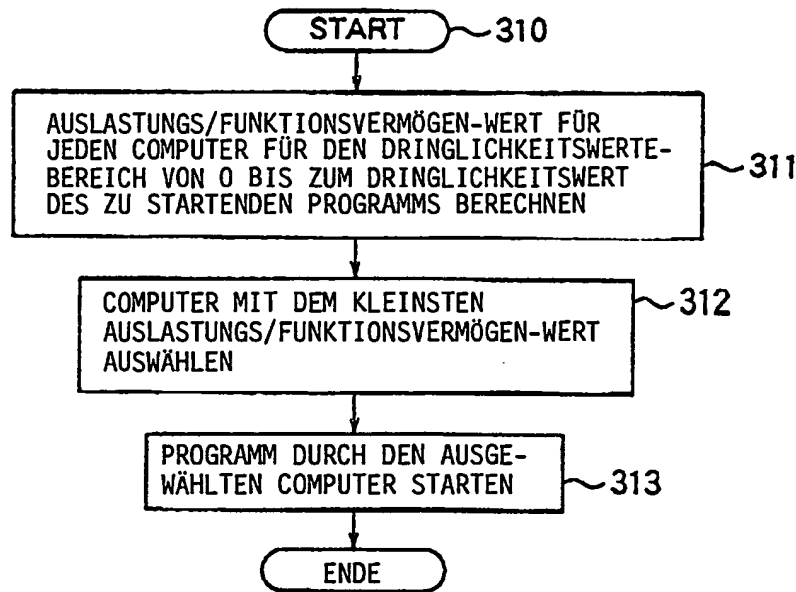 START 310
AUSLASTUNGS/FUNKTIONSVERMÖGEN-WERT FÜR
JEDEN COMPUTER FÜR DEN DRINGLICHKEITSWERTE-
BEREICH VON 0 BIS ZUM DRINGLICHKEITSWERT
DES ZU STARTENDEN PROGRAMMS BERECHNEN
311
COMPUTER MIT DEM KLEINSTEN
AUSLASTUNGS/FUNKTIONSVERMÖGEN-WERT
AUSWÄHLEN
312
PROGRAMM DURCH DEN AUSGE-
WÄHLTEN COMPUTER STARTEN
313
ENDE